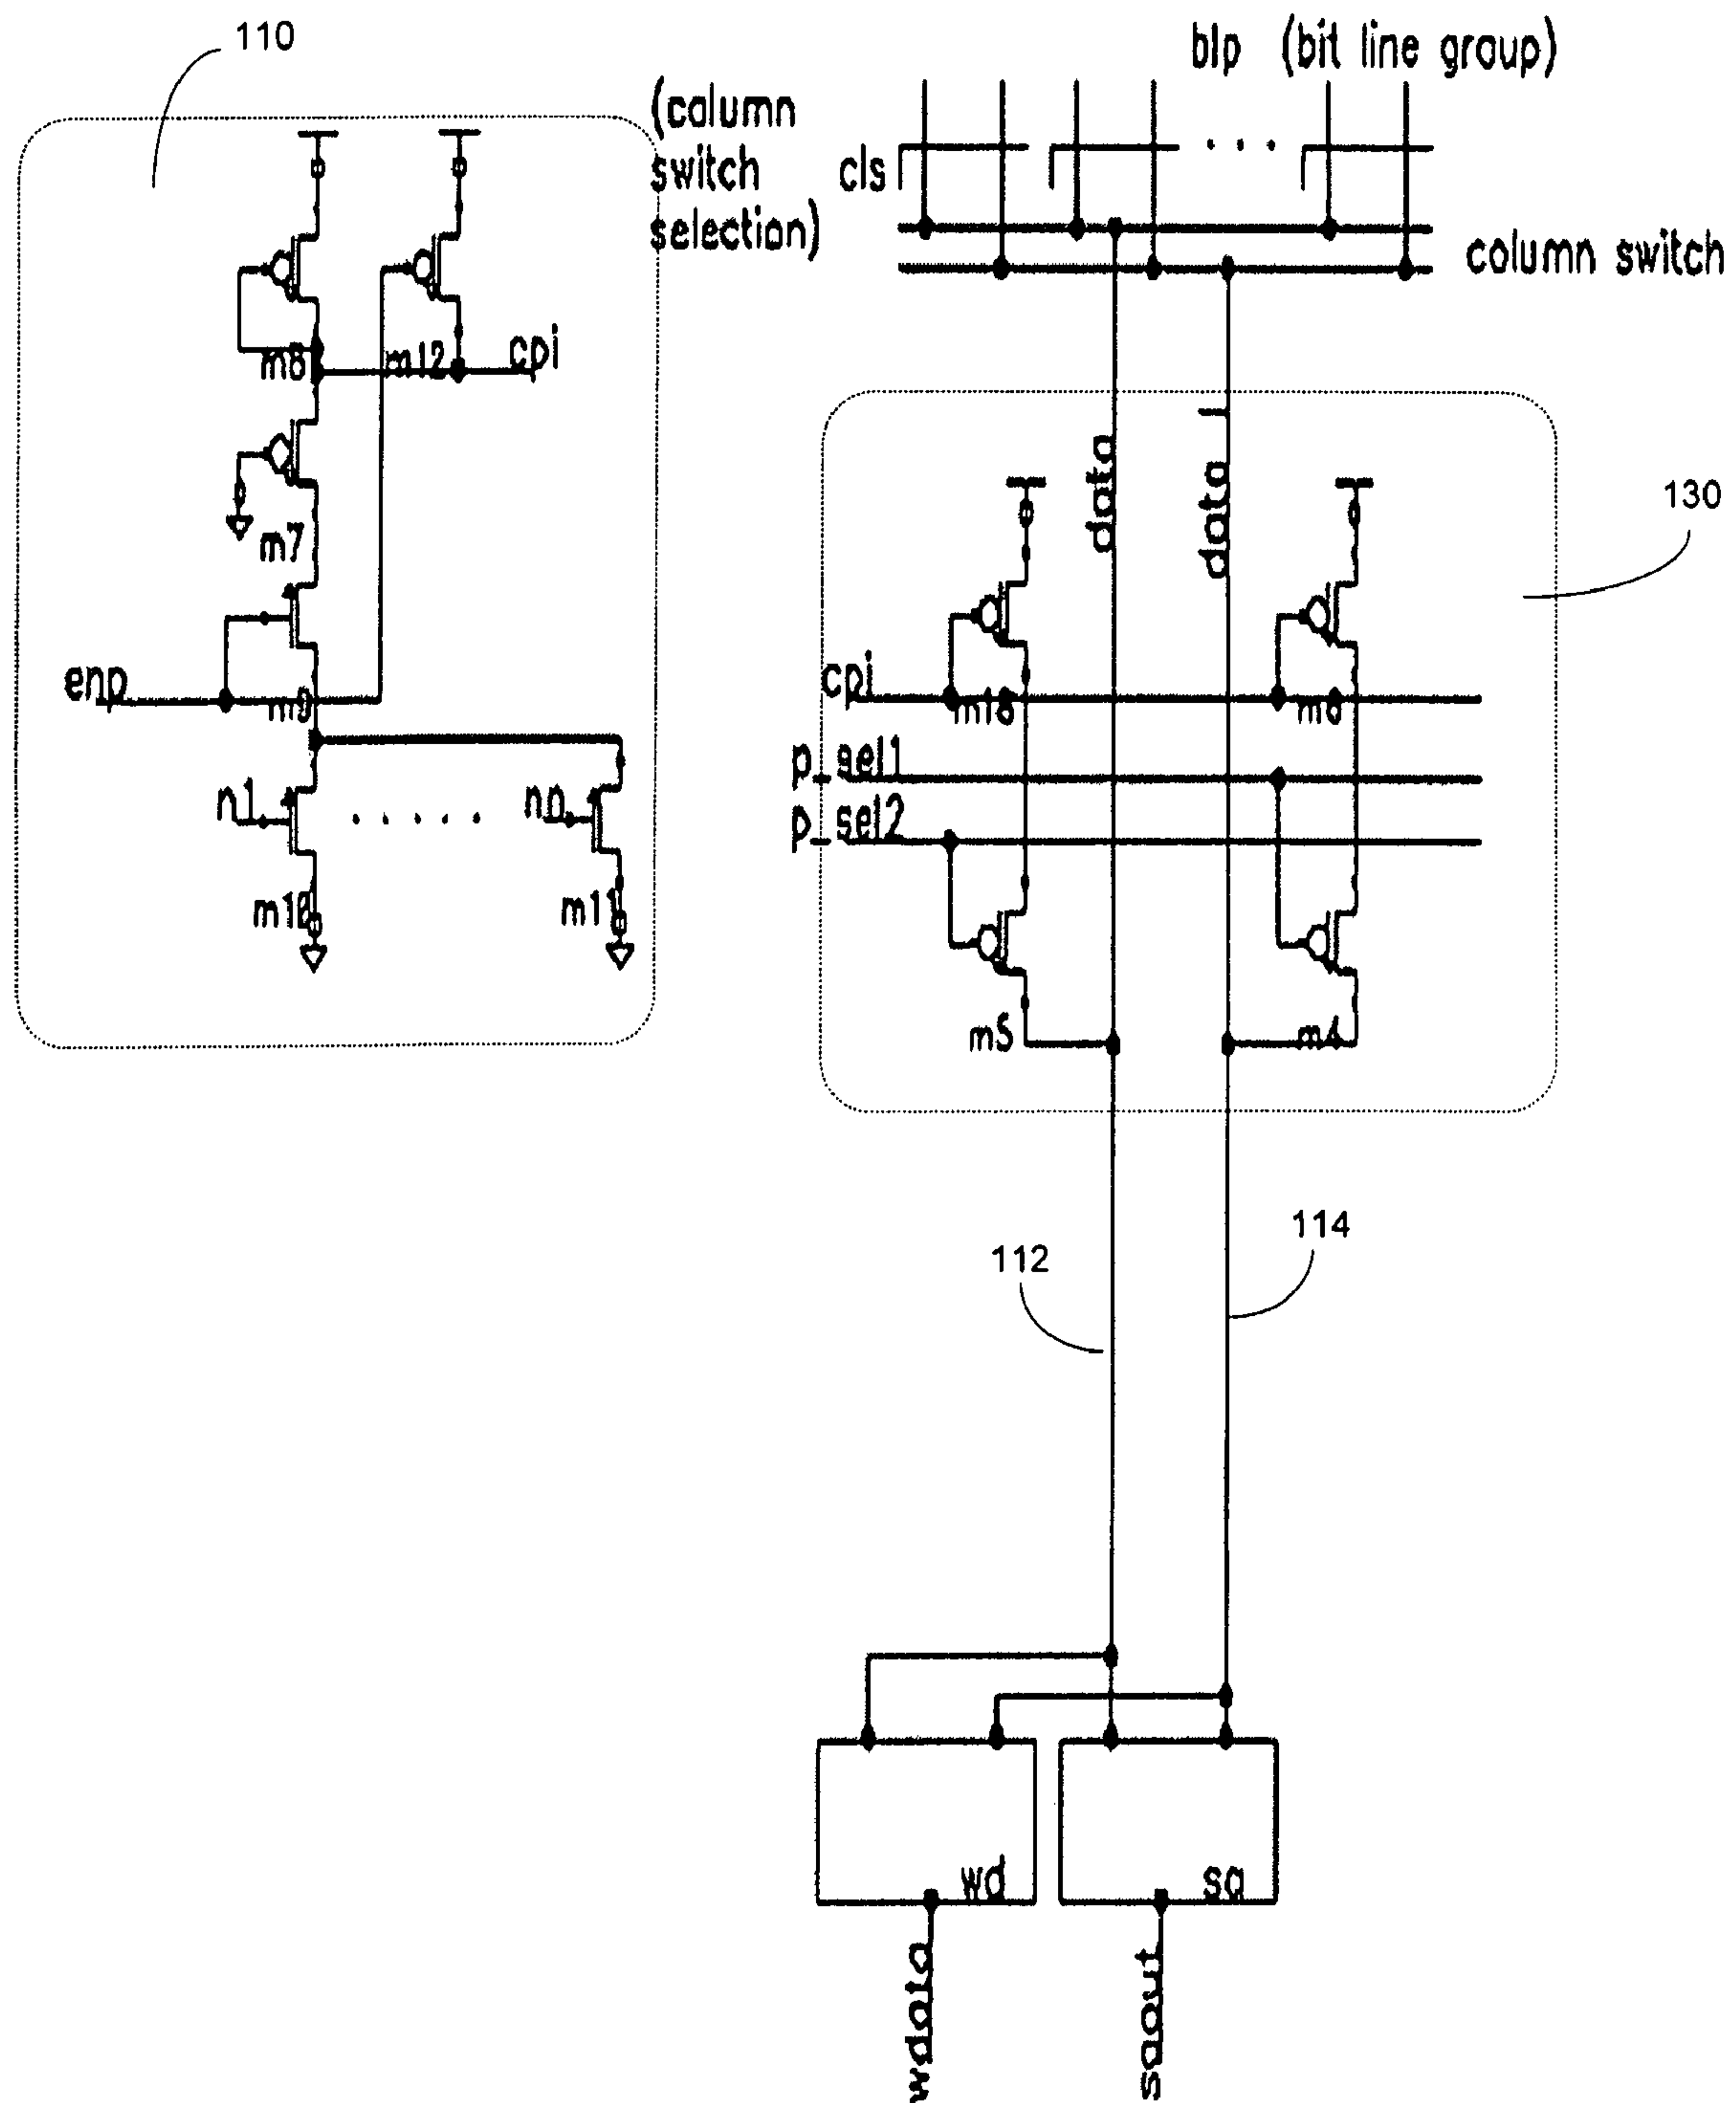 110
blp (bit line group)
(column
switch
selection)
cls
column switch
m8
m12
cpi
data
data_l
m7
130
enp
m9
cpi
m16
m6
p_sel1
p_sel2
n1
nn
m10
m11
m5
m4
112
114
wd
sa
wdata
saout